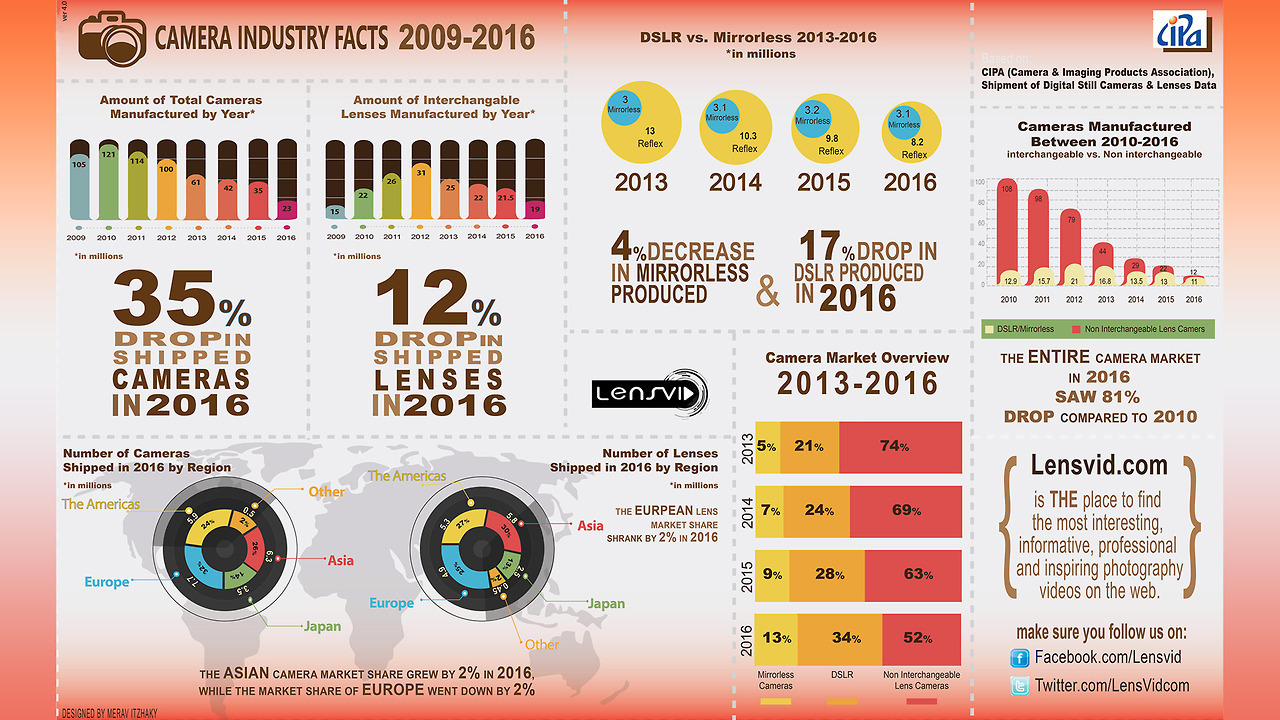 ver 4.0
CAMERA INDUSTRY FACTS 2009-2016
Amount of Total Cameras
Manufactured by Year*
105
121
114
100
61
42
35
23
2009
2010
2011
2012
2013
2014
2015
2016
*in millions
35%
DROP IN
SHIPPED
CAMERAS
IN 2016
Amount of Interchangable
Lenses Manufactured by Year*
15
22
26
31
25
22
21.5
19
2009
2010
2011
2012
2013
2014
2015
2016
*in millions
12%
DROP IN
SHIPPED
LENSES
IN 2016
DSLR vs. Mirrorless 2013-2016
*in millions
3
Mirrorless
13
Reflex
2013
3.1
Mirrorless
10.3
Reflex
2014
3.2
Mirrorless
9.8
Reflex
2015
3.1
Mirrorless
8.2
Reflex
2016
4% DECREASE
IN MIRRORLESS
PRODUCED
&
17% DROP IN
DSLR PRODUCED
IN 2016
LENSVID
Camera Market Overview
2013-2016
2013
5%
21%
74%
2014
7%
24%
69%
2015
9%
28%
63%
2016
13%
34%
52%
Mirrorless
Cameras
DSLR
Non Interchangeable
Lens Cameras
CIPA
Based on:
CIPA (Camera & Imaging Products Association),
Shipment of Digital Still Cameras & Lenses Data
Cameras Manufactured
Between 2010-2016
interchangeable vs. Non interchangeable
100
80
60
40
20
0
108
98
79
44
29
22
12
12.9
15.7
21
16.8
13.5
13
11
2010
2011
2012
2013
2014
2015
2016
DSLR/Mirrorless
Non Interchangeable Lens Camers
THE ENTIRE CAMERA MARKET
IN 2016
SAW 81%
DROP COMPARED TO 2010
Lensvid.com
is THE place to find
the most interesting,
informative, professional
and inspiring photography
videos on the web.
make sure you follow us on:
Facebook.com/Lensvid
Twitter.com/LensVidcom
Number of Cameras
Shipped in 2016 by Region
*in millions
The Americas
Other
Asia
Japan
Europe
5.9
0.5
6.3
3.5
7.7
24%
2%
26%
14%
32%
Number of Lenses
Shipped in 2016 by Region
*in millions
THE EURPEAN LENS
MARKET SHARE
SHRANK BY 2% IN 2016
The Americas
Asia
Japan
Other
Europe
5.3
5.8
2.5
0.45
4.9
27%
30%
13%
2%
25%
THE ASIAN CAMERA MARKET SHARE GREW BY 2% IN 2016,
WHILE THE MARKET SHARE OF EUROPE WENT DOWN BY 2%
DESIGNED BY MERAV ITZHAKY